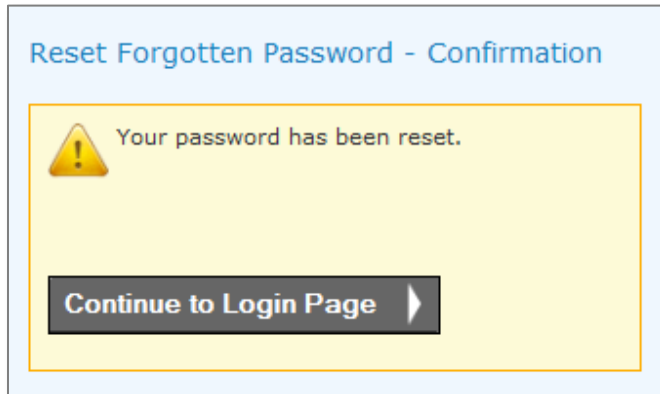 Reset Forgotten Password - Confirmation
Your password has been reset.
Continue to Login Page